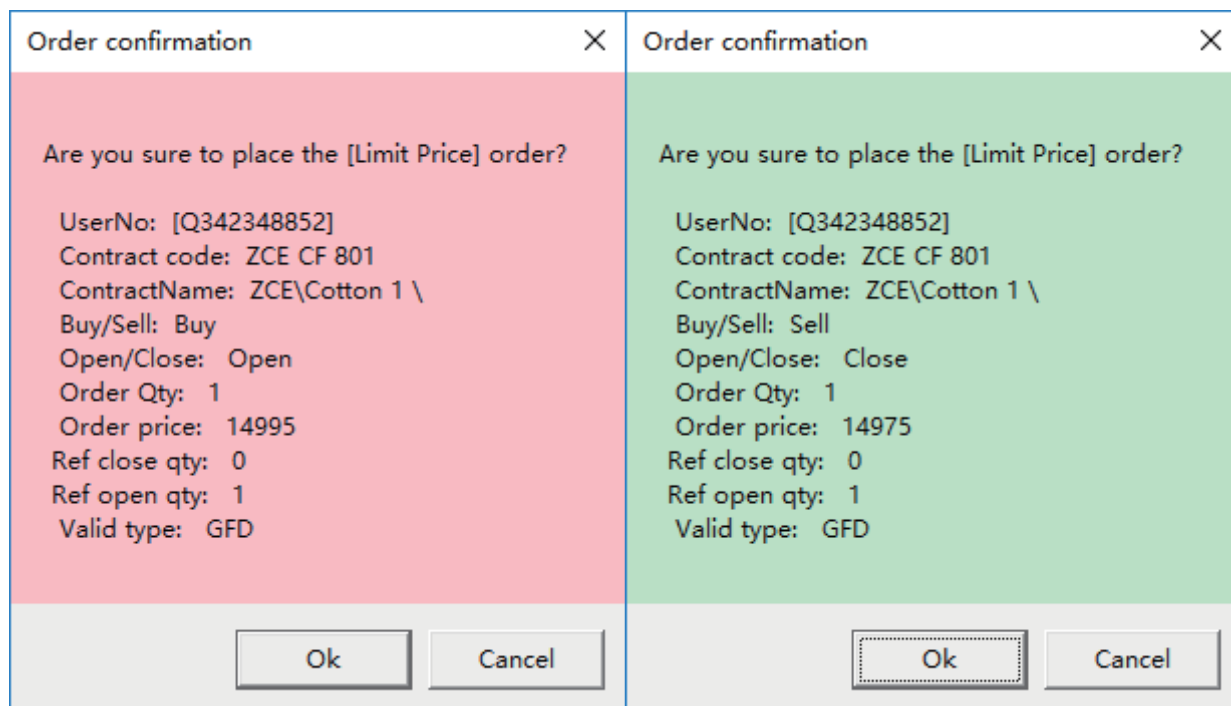 Order confirmation
Are you sure to place the [Limit Price] order?
UserNo: [Q342348852]
Contract code: ZCE CF 801
ContractName: ZCE\Cotton 1 \
Buy/Sell: Buy
Open/Close: Open
Order Qty: 1
Order price: 14995
Ref close qty: 0
Ref open qty: 1
Valid type: GFD
Ok
Cancel
Order confirmation
Are you sure to place the [Limit Price] order?
UserNo: [Q342348852]
Contract code: ZCE CF 801
ContractName: ZCE\Cotton 1 \
Buy/Sell: Sell
Open/Close: Close
Order Qty: 1
Order price: 14975
Ref close qty: 0
Ref open qty: 1
Valid type: GFD
Ok
Cancel